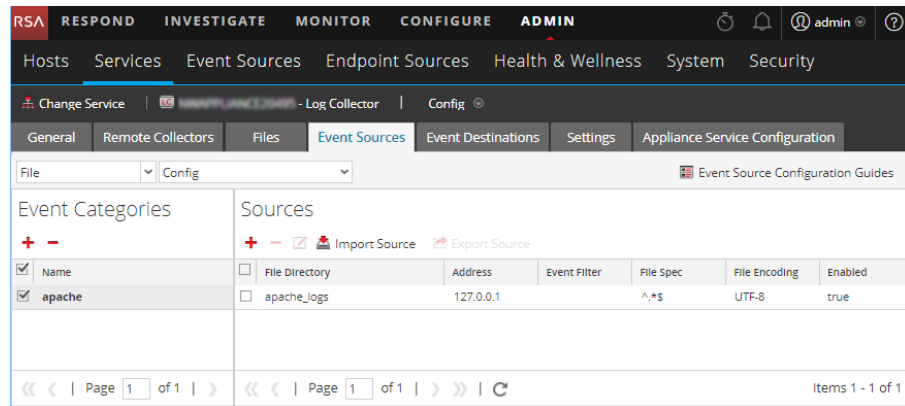 RSA RESPOND INVESTIGATE MONITOR CONFIGURE ADMIN admin
Hosts Services Event Sources Endpoint Sources Health & Wellness System Security
Change Service | LC - Log Collector | Config
General Remote Collectors Files Event Sources Event Destinations Settings Appliance Service Configuration
File Config Event Source Configuration Guides
Event Categories Sources
+ − + − Import Source Export Source
Name File Directory Address Event Filter File Spec File Encoding Enabled
apache apache_logs 127.0.0.1 ^.*$ UTF-8 true
| Page 1 of 1 | | Page 1 of 1 | | Items 1 - 1 of 1